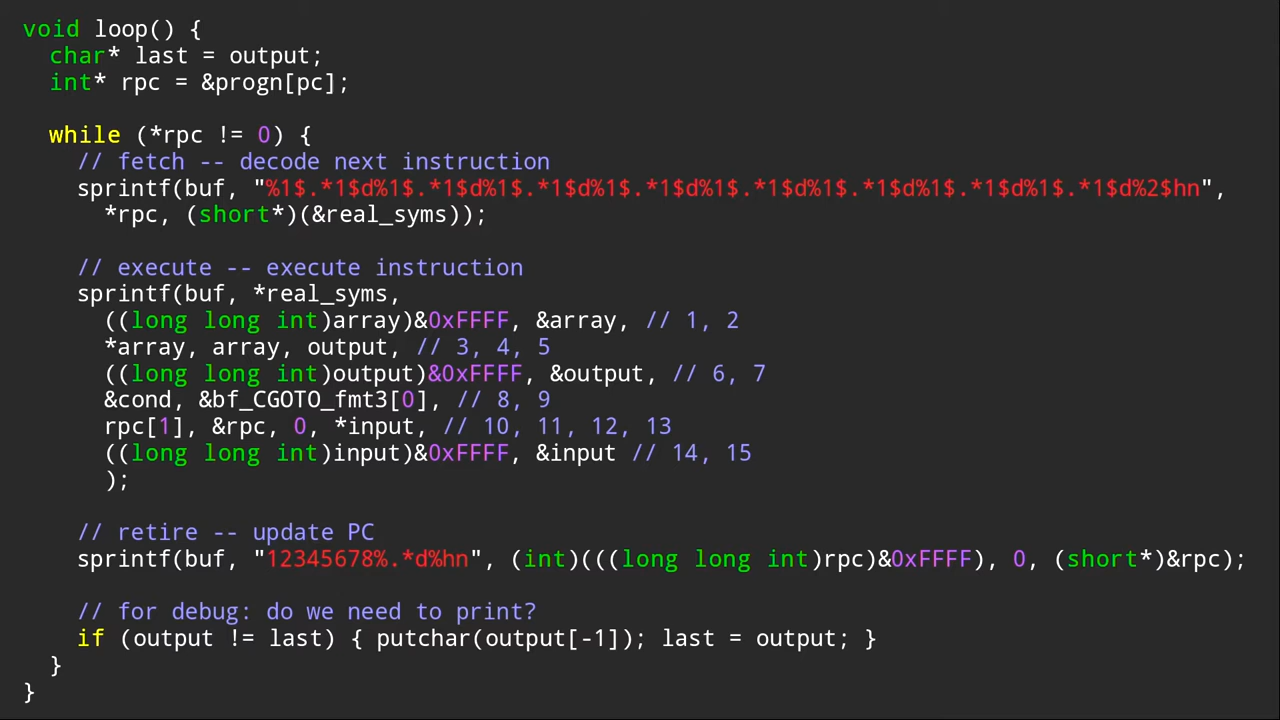 void loop() {
  char* last = output;
  int* rpc = &progn[pc];

  while (*rpc != 0) {
    // fetch -- decode next instruction
    sprintf(buf, "%1$.*1$d%1$.*1$d%1$.*1$d%1$.*1$d%1$.*1$d%1$.*1$d%1$.*1$d%1$.*1$d%2$hn",
      *rpc, (short*)(&real_syms));

    // execute -- execute instruction
    sprintf(buf, *real_syms,
      ((long long int)array)&0xFFFF, &array, // 1, 2
      *array, array, output, // 3, 4, 5
      ((long long int)output)&0xFFFF, &output, // 6, 7
      &cond, &bf_CGOTO_fmt3[0], // 8, 9
      rpc[1], &rpc, 0, *input, // 10, 11, 12, 13
      ((long long int)input)&0xFFFF, &input // 14, 15
      );

    // retire -- update PC
    sprintf(buf, "12345678%.*d%hn", (int)(((long long int)rpc)&0xFFFF), 0, (short*)&rpc);

    // for debug: do we need to print?
    if (output != last) { putchar(output[-1]); last = output; }
  }
}